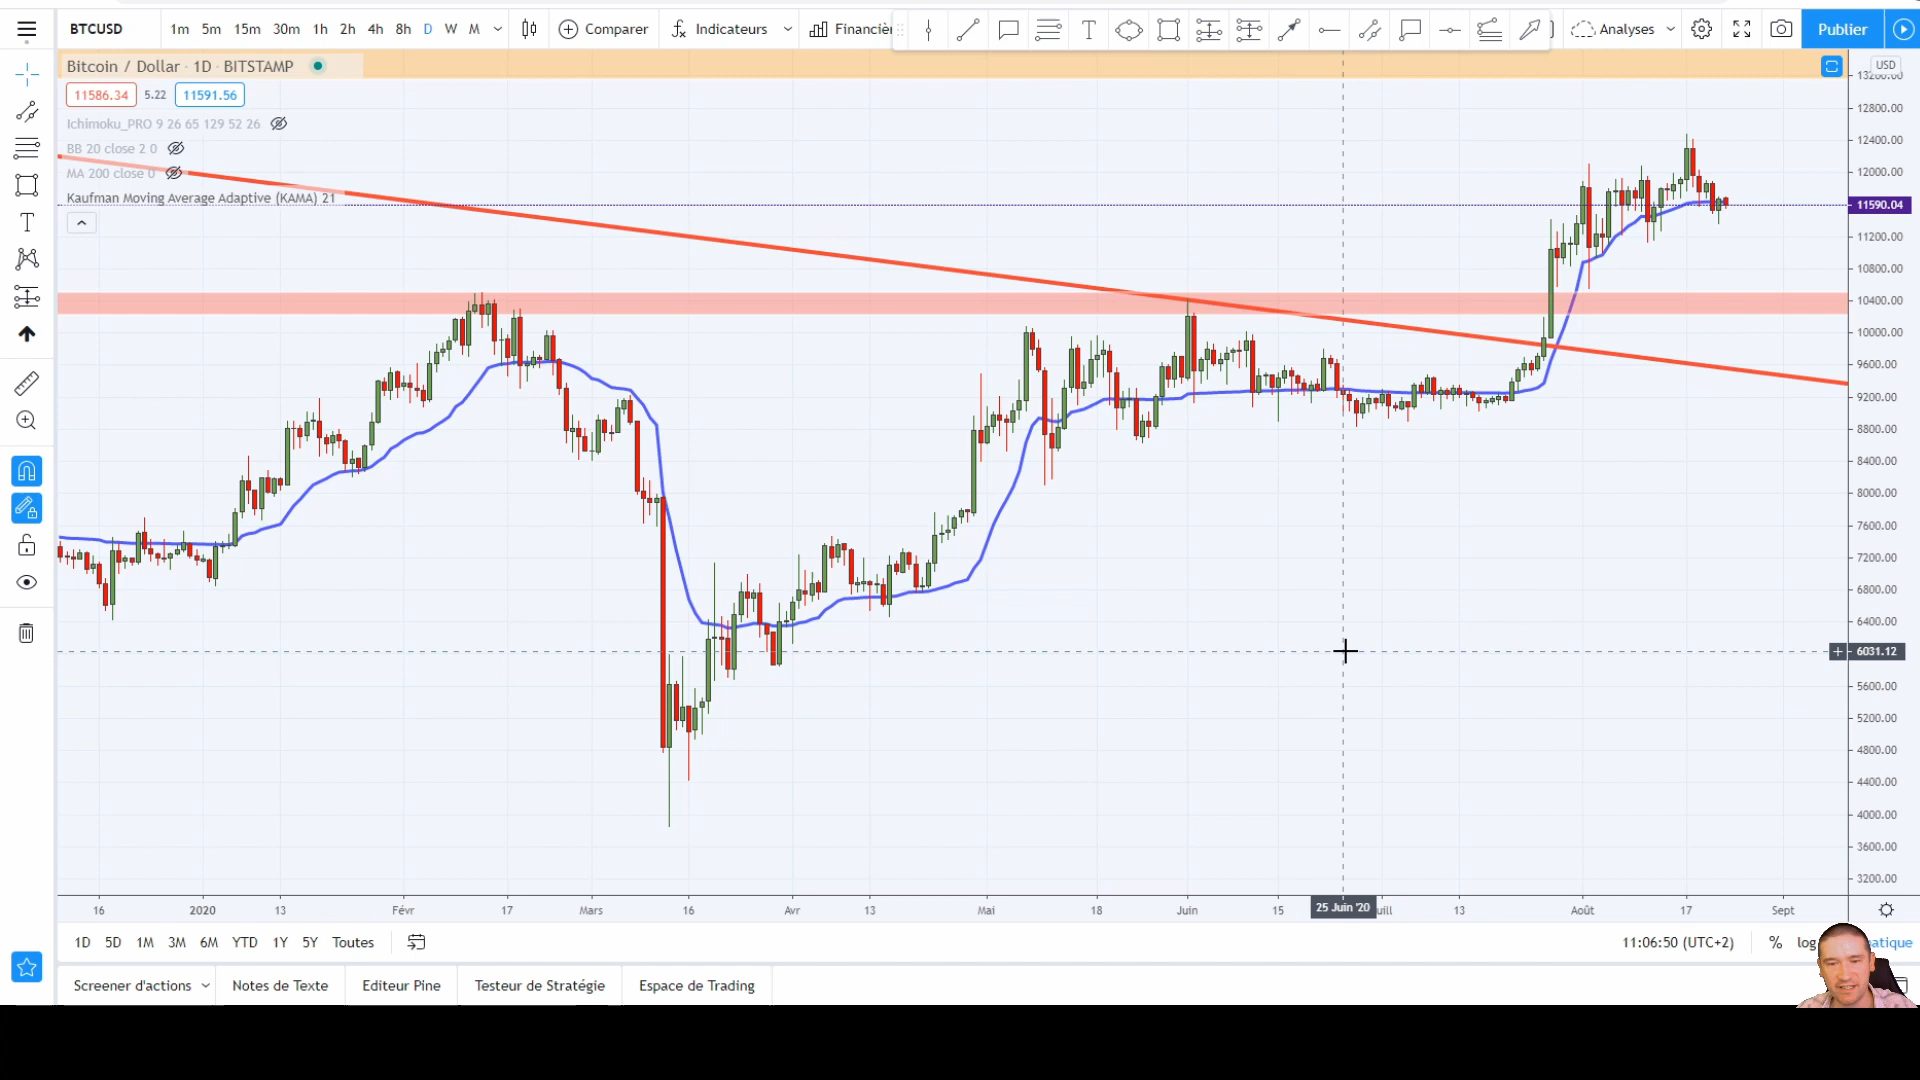 BTCUSD
1m 5m 15m 30m 1h 2h 4h 8h D W M
Comparer
Indicateurs
Analyses
Publier
Bitcoin / Dollar · 1D · BITSTAMP
USD
11586.34 5.22 11591.56
Ichimoku_PRO 9 26 65 129 52 26
BB 20 close 2 0
MA 200 close 0
Kaufman Moving Average Adaptive (KAMA) 21
12800.00
12400.00
12000.00
11590.04
11200.00
10800.00
10400.00
10000.00
9600.00
9200.00
8800.00
8400.00
8000.00
7600.00
7200.00
6800.00
6400.00
6031.12
5600.00
5200.00
4800.00
4400.00
4000.00
3600.00
3200.00
16 2020 13 Févr 17 Mars 16 Avr 13 Mai 18 Juin 15 25 Juin '20 uill 13 Août 17 Sept
1D 5D 1M 3M 6M YTD 1Y 5Y Toutes
11:06:50 (UTC+2) % log atique
Screener d'actions Notes de Texte Editeur Pine Testeur de Stratégie Espace de Trading